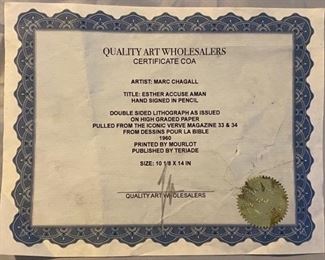 QUALITY ART WHOLESALERS
CERTIFICATE COA
ARTIST: MARC CHAGALL
TITLE: ESTHER ACCUSE AMAN
HAND SIGNED IN PENCIL
DOUBLE SIDED LITHOGRAPH AS ISSUED
ON HIGH GRADED PAPER
PULLED FROM THE ICONIC VERVE MAGAZINE 33 & 34
FROM DESSINS POUR LA BIBLE
1960
PRINTED BY MOURLOT
PUBLISHED BY TERIADE
SIZE: 10 1/8 X 14 IN
QUALITY ART WHOLESALERS